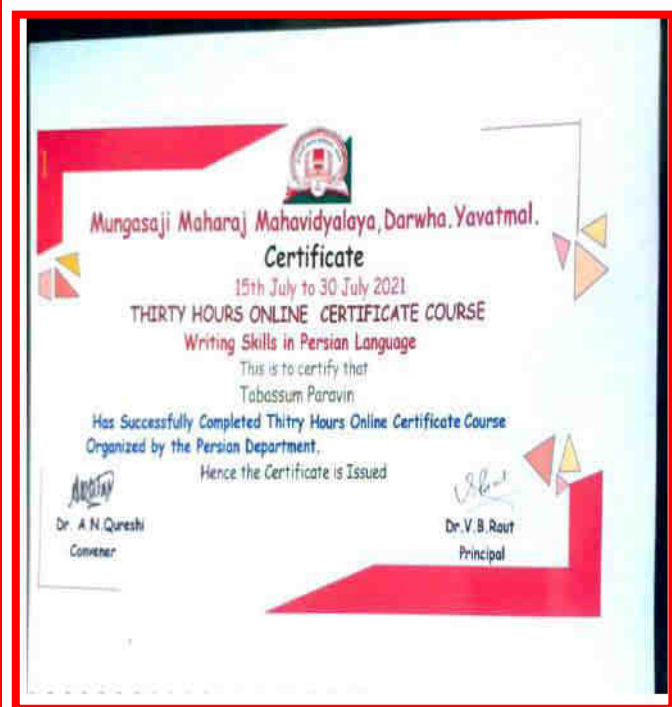 Mungasaji Maharaj Mahavidyalaya, Darwha. Yavatmal.
Certificate
15th July to 30 July 2021
THIRTY HOURS ONLINE CERTIFICATE COURSE
Writing Skills in Persian Language
This is to certify that
Tabassum Paravin
Has Successfully Completed Thitry Hours Online Certificate Course
Organized by the Persian Department.
Hence the Certificate is Issued
Dr. A N.Qureshi
Convener
Dr.V.B.Raut
Principal